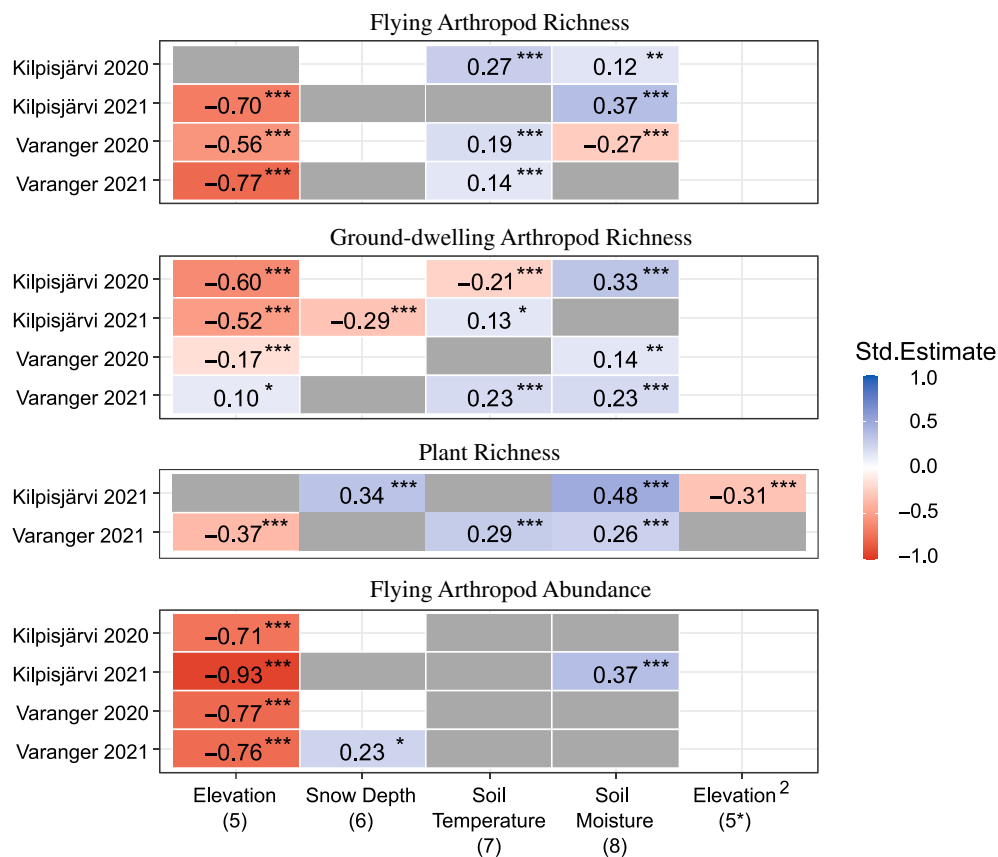 Flying Arthropod Richness
Kilpisjärvi 2020 0.27 *** 0.12 **
Kilpisjärvi 2021 −0.70 *** 0.37 ***
Varanger 2020 −0.56 *** 0.19 *** −0.27 ***
Varanger 2021 −0.77 *** 0.14 ***
Ground-dwelling Arthropod Richness
Kilpisjärvi 2020 −0.60 *** −0.21 *** 0.33 ***
Kilpisjärvi 2021 −0.52 *** −0.29 *** 0.13 *
Varanger 2020 −0.17 *** 0.14 **
Varanger 2021 0.10 * 0.23 *** 0.23 ***
Plant Richness
Kilpisjärvi 2021 0.34 *** 0.48 *** −0.31 ***
Varanger 2021 −0.37 *** 0.29 *** 0.26 ***
Flying Arthropod Abundance
Kilpisjärvi 2020 −0.71 ***
Kilpisjärvi 2021 −0.93 *** 0.37 ***
Varanger 2020 −0.77 ***
Varanger 2021 −0.76 *** 0.23 *
Elevation
(5)
Snow Depth
(6)
Soil
Temperature
(7)
Soil
Moisture
(8)
Elevation²
(5*)
Std.Estimate
1.0
0.5
0.0
−0.5
−1.0